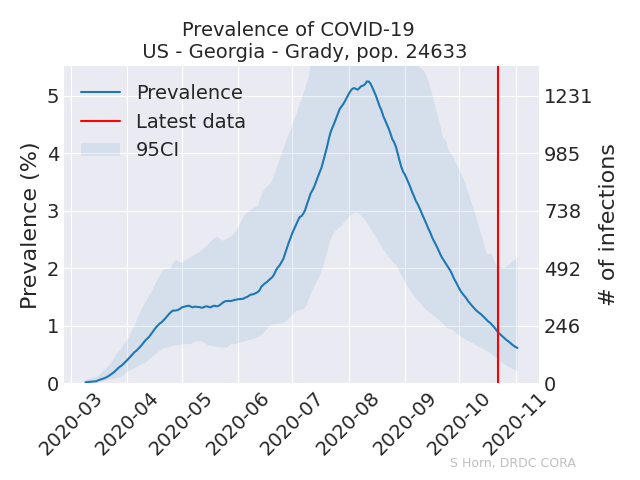 Prevalence of COVID-19
US - Georgia - Grady, pop. 24633
Prevalence
Latest data
95CI
Prevalence (%)
5
4
3
2
1
0
1231
985
738
492
246
0
# of infections
2020-03
2020-04
2020-05
2020-06
2020-07
2020-08
2020-09
2020-10
2020-11
S Horn, DRDC CORA